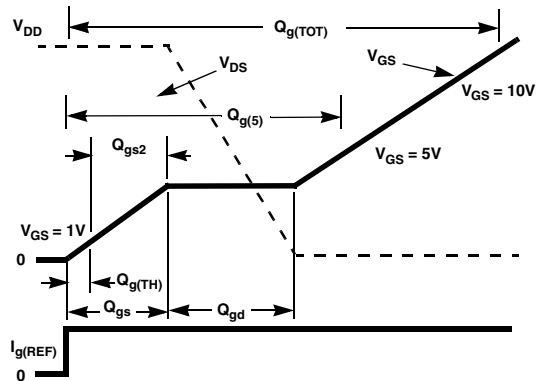 V_DD
Q_g(TOT)
V_DS
V_GS
V_GS = 10V
Q_g(5)
Q_gs2
V_GS = 5V
V_GS = 1V
0
Q_g(TH)
Q_gs
Q_gd
I_g(REF)
0